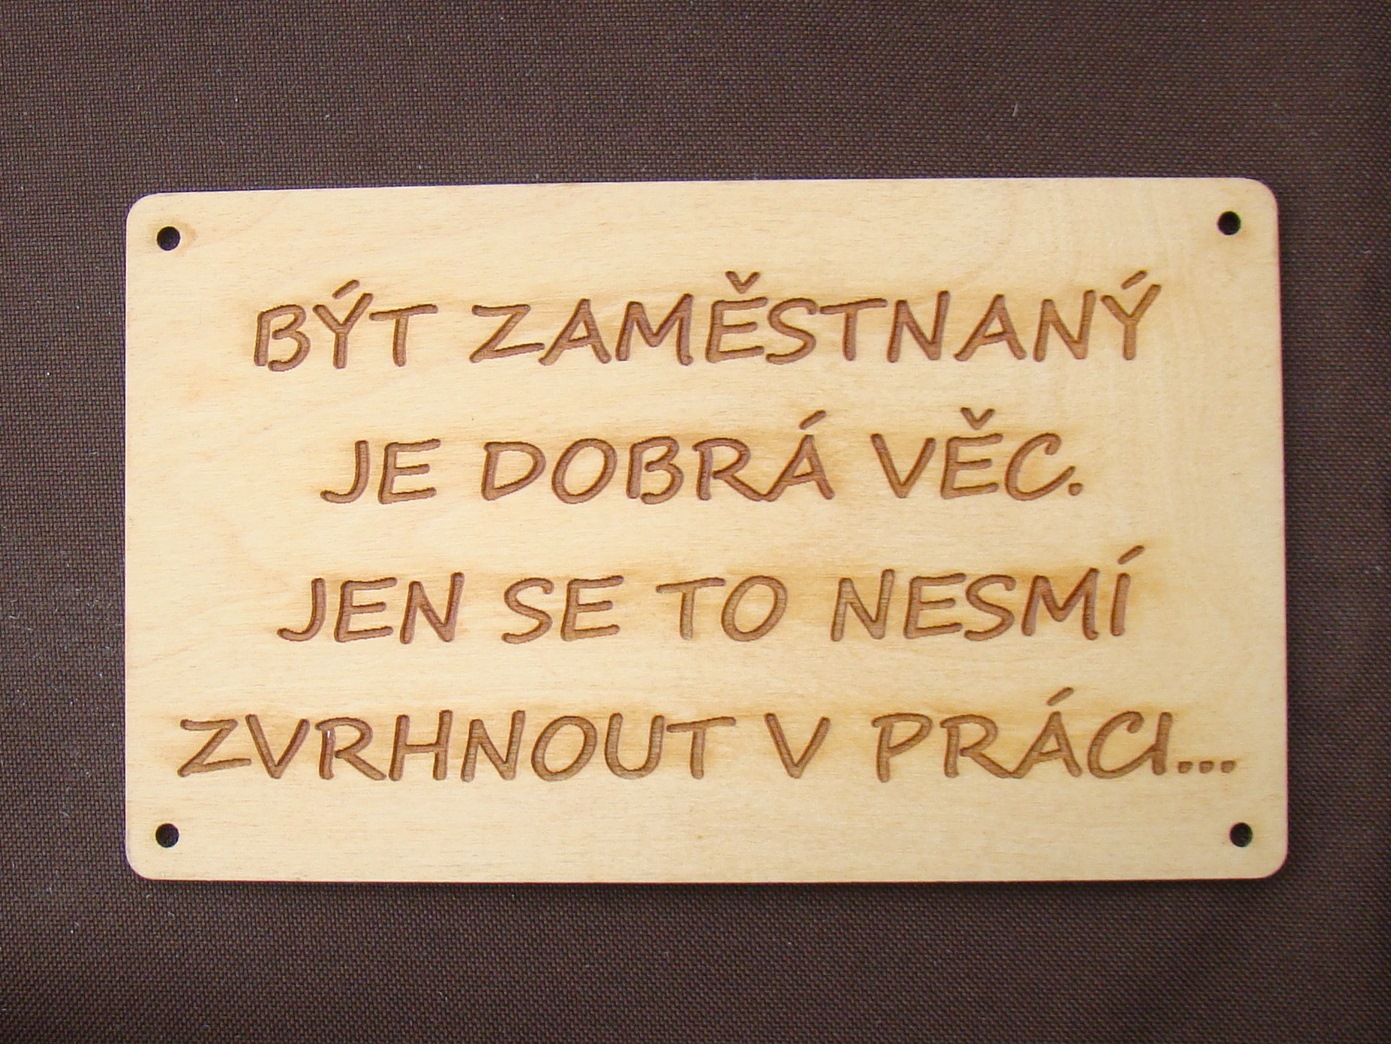 BÝT ZAMĚSTNANÝ
JE DOBRÁ VĚC.
JEN SE TO NESMÍ
ZVRHNOUT V PRÁCI...